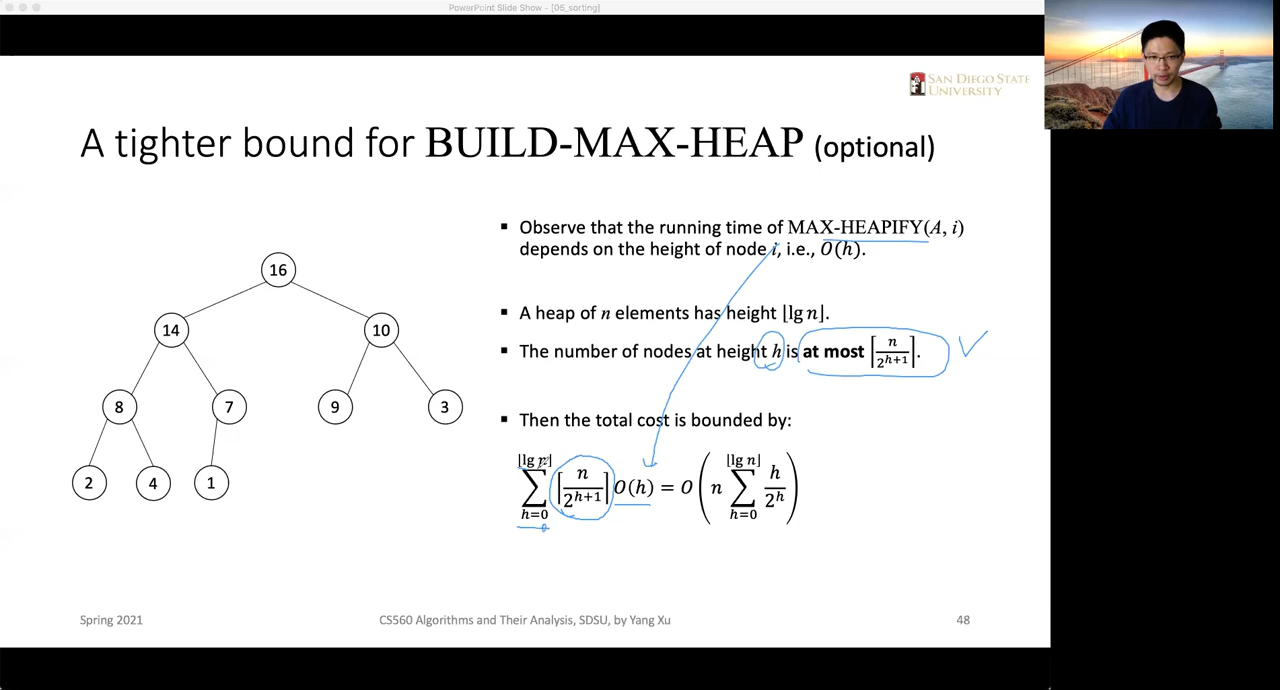 PowerPoint Slide Show - [05_sorting]
SAN DIEGO STATE
UNIVERSITY
A tighter bound for BUILD-MAX-HEAP (optional)
▪ Observe that the running time of MAX-HEAPIFY(A, i)
depends on the height of node i, i.e., O(h).
▪ A heap of n elements has height ⌊lg n⌋.
▪ The number of nodes at height h is at most ⌈n/2^{h+1}⌉.
▪ Then the total cost is bounded by:
∑_{h=0}^{⌊lg n⌋} ⌈n/2^{h+1}⌉ O(h) = O(n ∑_{h=0}^{⌊lg n⌋} h/2^h)
16
14 10
8 7 9 3
2 4 1
Spring 2021 CS560 Algorithms and Their Analysis, SDSU, by Yang Xu 48